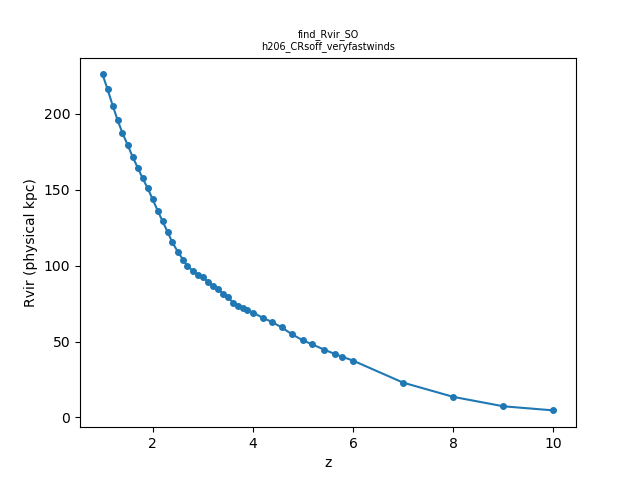 find_Rvir_SO
h206_CRsoff_veryfastwinds
200
150
100
50
0
Rvir (physical kpc)
2 4 6 8 10
z